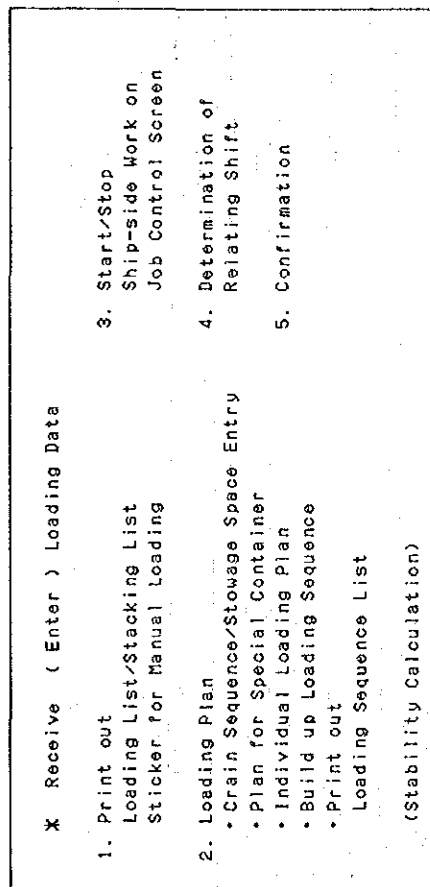 * Receive ( Enter ) Loading Data
1. Print out
Loading List/Stacking List
Sticker for Manual Loading
2. Loading Plan
• Crain Sequence/Stowage Space Entry
• Plan for Special Container
• Individual Loading Plan
• Build up Loading Sequence
• Print out
Loading Sequence List
(Stability Calculation)
3. Start/Stop
Ship-side Work on
Job Control Screen
4. Determination of
Relating Shift
5. Confirmation